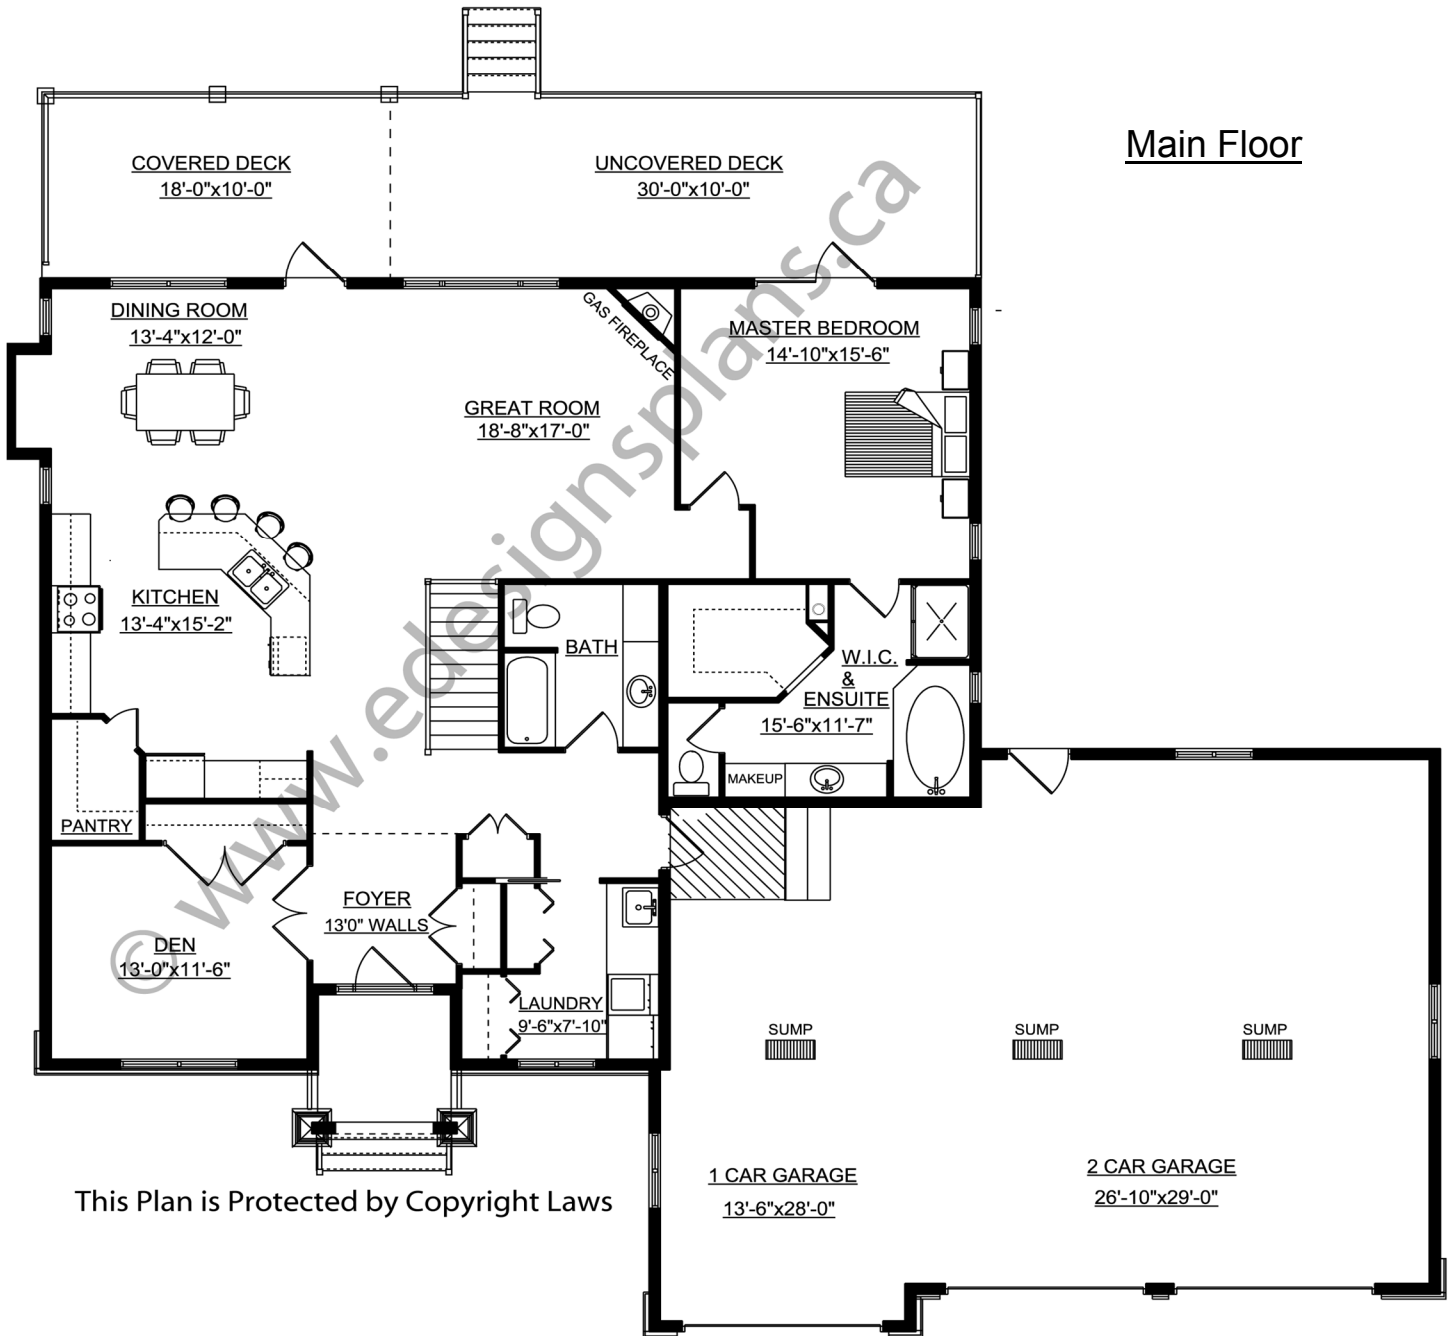 Main Floor
COVERED DECK
18'-0"x10'-0"
UNCOVERED DECK
30'-0"x10'-0"
DINING ROOM
13'-4"x12'-0"
GAS FIREPLACE
MASTER BEDROOM
14'-10"x15'-6"
GREAT ROOM
18'-8"x17'-0"
KITCHEN
13'-4"x15'-2"
BATH
W.I.C.
&
ENSUITE
15'-6"x11'-7"
MAKEUP
PANTRY
FOYER
13'0" WALLS
DEN
13'-0"x11'-6"
LAUNDRY
9'-6"x7'-10"
SUMP
SUMP
SUMP
1 CAR GARAGE
13'-6"x28'-0"
2 CAR GARAGE
26'-10"x29'-0"
This Plan is Protected by Copyright Laws
© www.edesignsplans.ca